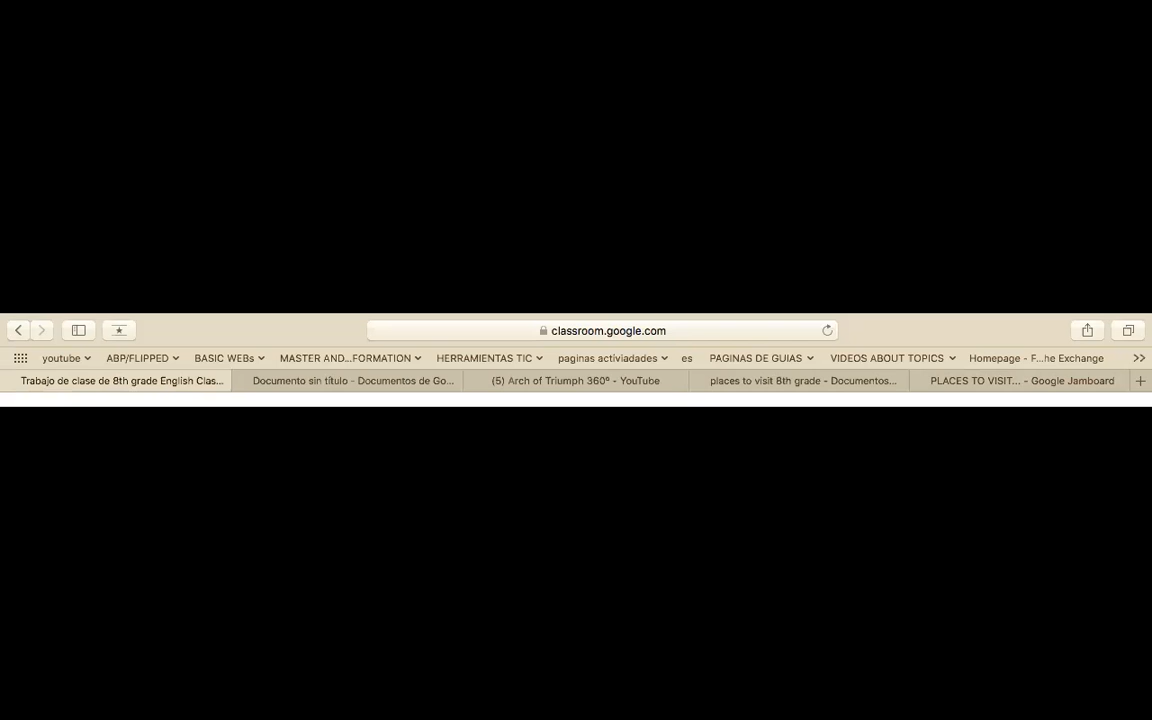 classroom.google.com
youtube ABP/FLIPPED BASIC WEBs MASTER AND...FORMATION HERRAMIENTAS TIC paginas activiadades es PAGINAS DE GUIAS VIDEOS ABOUT TOPICS Homepage - F...he Exchange
Trabajo de clase de 8th grade English Clas... Documento sin título - Documentos de Go... (5) Arch of Triumph 360º - YouTube places to visit 8th grade - Documentos... PLACES TO VISIT... - Google Jamboard